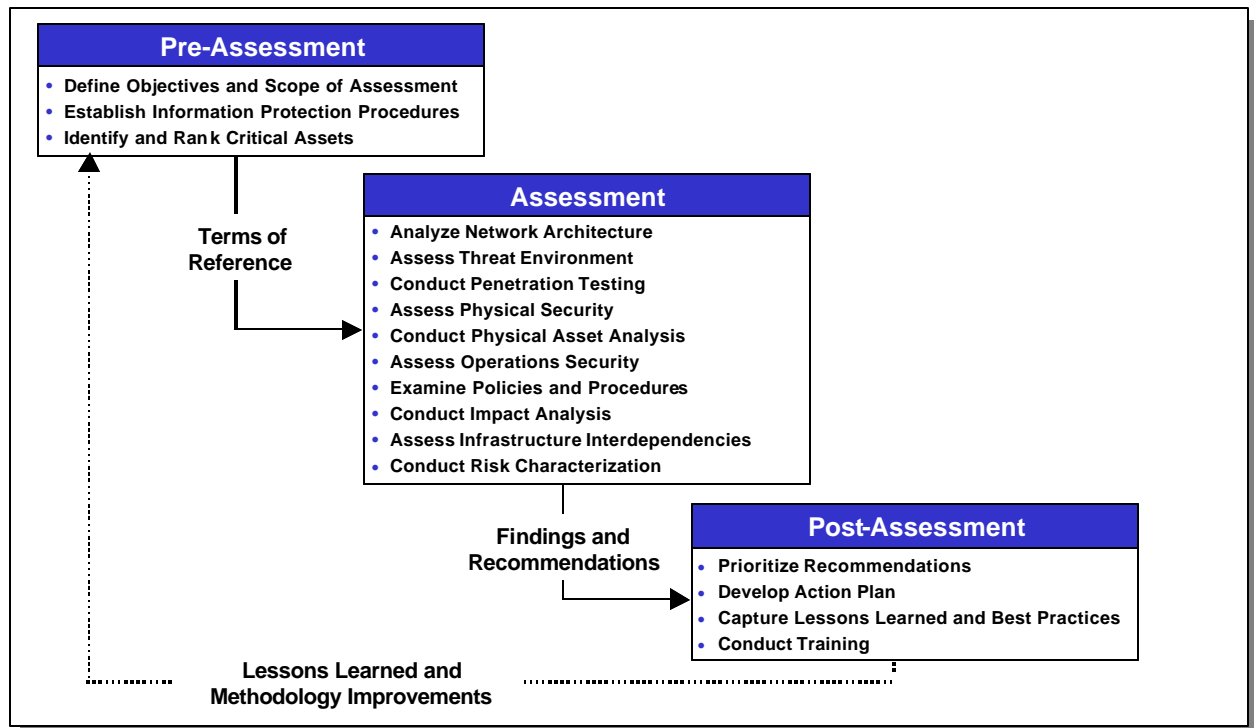 Pre-Assessment
• Define Objectives and Scope of Assessment
• Establish Information Protection Procedures
• Identify and Rank Critical Assets
Terms of
Reference
Assessment
• Analyze Network Architecture
• Assess Threat Environment
• Conduct Penetration Testing
• Assess Physical Security
• Conduct Physical Asset Analysis
• Assess Operations Security
• Examine Policies and Procedures
• Conduct Impact Analysis
• Assess Infrastructure Interdependencies
• Conduct Risk Characterization
Findings and
Recommendations
Post-Assessment
• Prioritize Recommendations
• Develop Action Plan
• Capture Lessons Learned and Best Practices
• Conduct Training
Lessons Learned and
Methodology Improvements